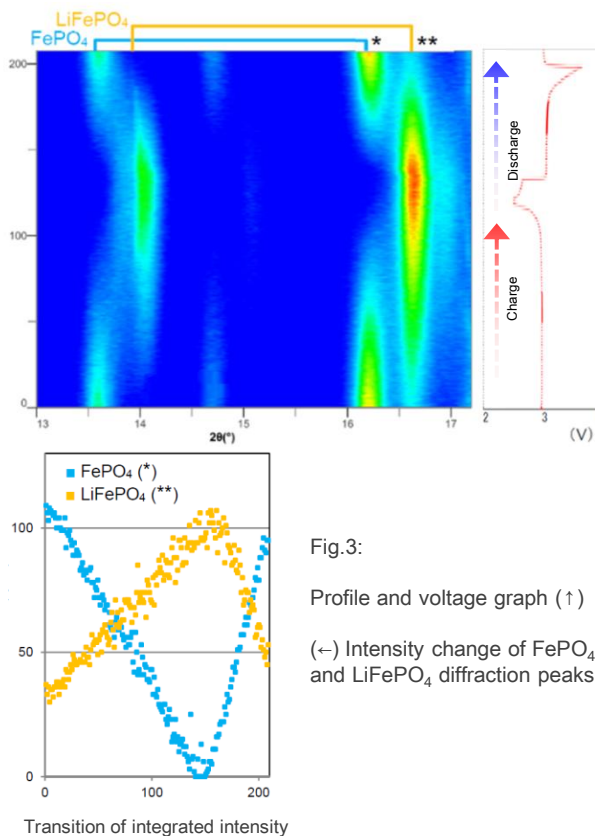 LiFePO₄
FePO₄
*
**
200
100
0
13
14
15
16
17
2θ(°)
Discharge
Charge
2
3
(V)
FePO₄ (*)
LiFePO₄ (**)
100
50
0
0
100
200
Transition of integrated intensity
Fig.3:
Profile and voltage graph (↑)
(←) Intensity change of FePO₄
and LiFePO₄ diffraction peaks